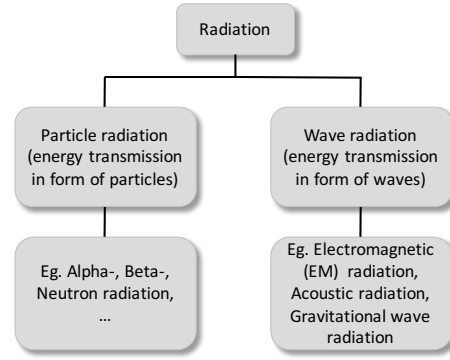 Radiation
Particle radiation
(energy transmission
in form of particles)
Wave radiation
(energy transmission
in form of waves)
Eg. Alpha-, Beta-,
Neutron radiation,
…
Eg. Electromagnetic
(EM) radiation,
Acoustic radiation,
Gravitational wave
radiation